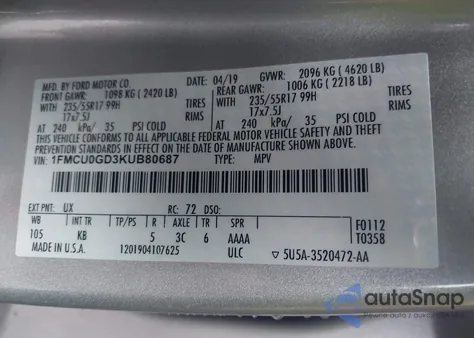 MFD. BY FORD MOTOR CO. DATE: 04/19 GVWR: 2096 KG ( 4620 LB)
FRONT GAWR: 1098 KG ( 2420 LB) REAR GAWR: 1006 KG ( 2218 LB)
WITH 235/55R17 99H TIRES WITH 235/55R17 99H TIRES
17x7.5J RIMS 17x7.5J RIMS
AT 240 kPa/ 35 PSI COLD AT 240 kPa/ 35 PSI COLD
THIS VEHICLE CONFORMS TO ALL APPLICABLE FEDERAL MOTOR VEHICLE SAFETY, BUMPER, AND THEFT
PREVENTION STANDARDS IN EFFECT ON THE DATE OF MANUFACTURE SHOWN ABOVE.
VIN: 1FMCU0GD3KUB80687 TYPE: MPV
EXT PNT: UX RC: 72 DSO: F0112
WB INT TR TP/PS R AXLE TR SPR T0358
105 KB 5 3C 6 AAAA
MADE IN U.S.A. 1201904107625 ULC ▽ 5U5A-3520472-AA
autoSnap